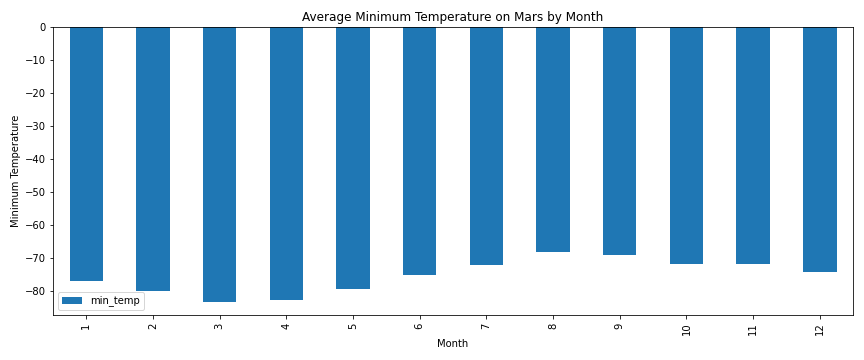 Average Minimum Temperature on Mars by Month
Minimum Temperature
0
−10
−20
−30
−40
−50
−60
−70
−80
min_temp
1 2 3 4 5 6 7 8 9 10 11 12
Month